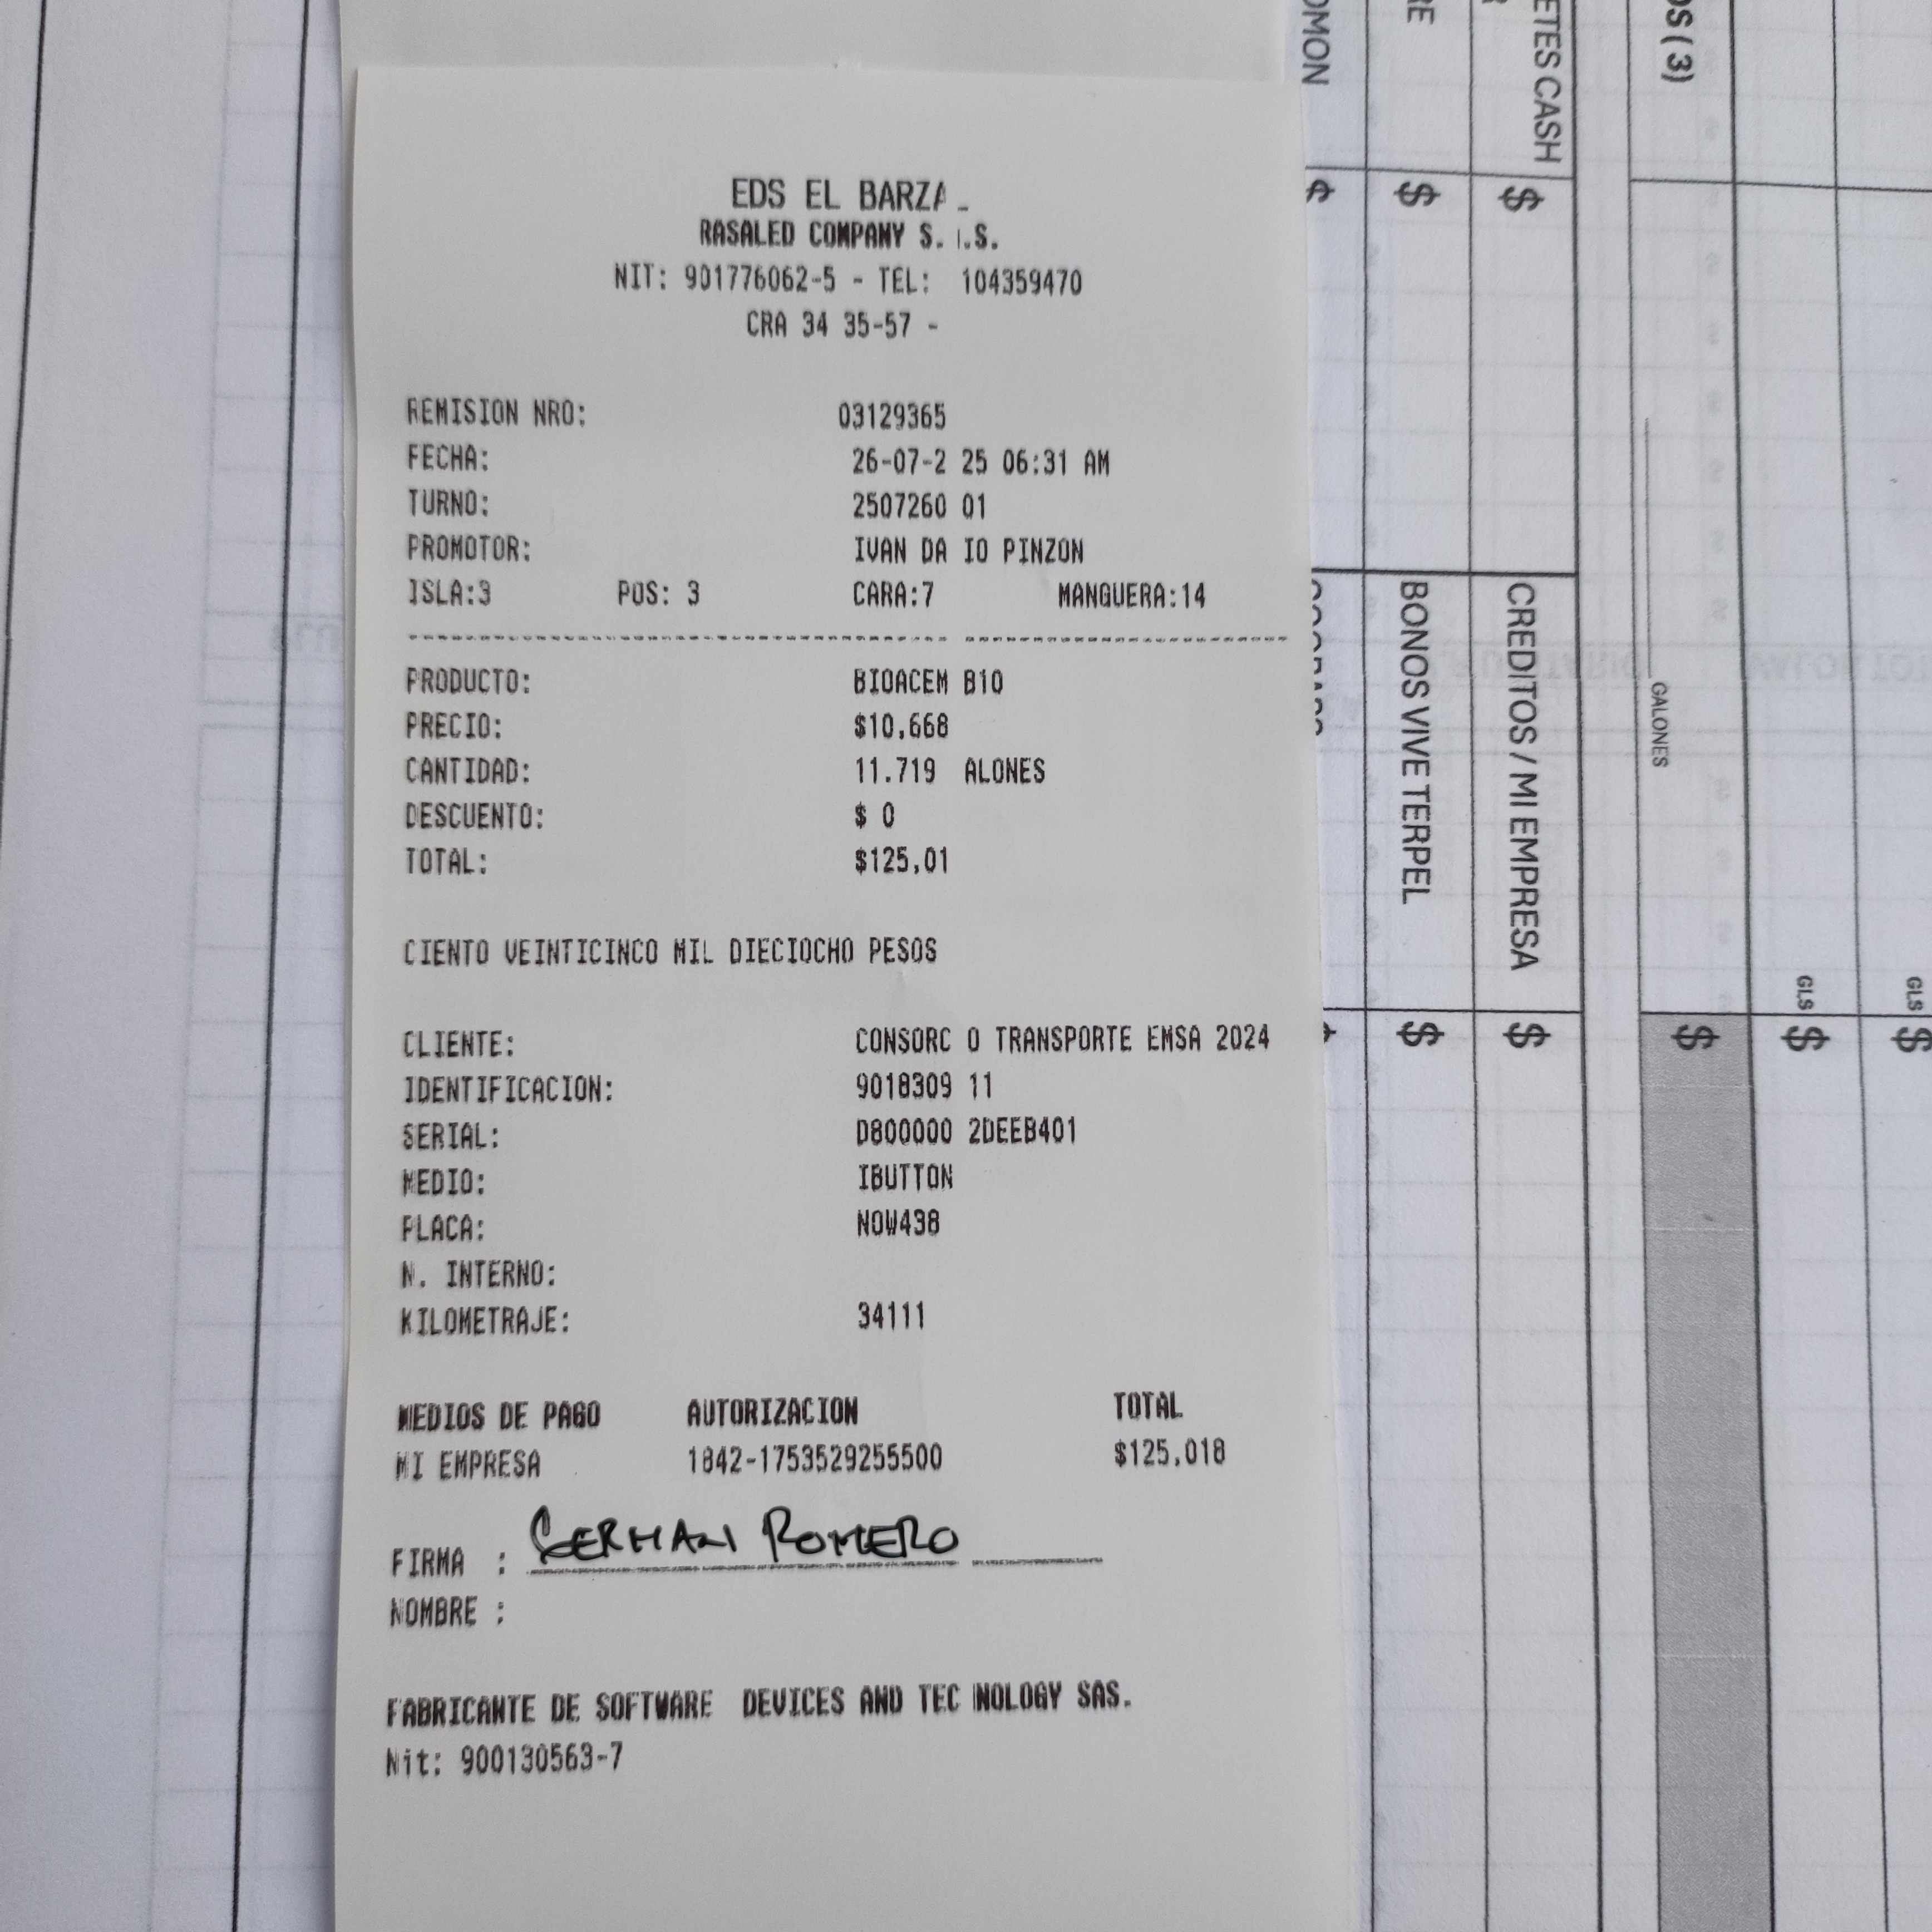 EDS EL BARZA
RASALED COMPANY S. .S.
NIT: 901776062-5 - TEL: 104359470
CRA 34 35-57 -
REMISION NRO: 03129365
FECHA: 26-07-2 25 06:31 AM
TURNO: 2507260 01
PROMOTOR: IVAN DA IO PINZON
ISLA:3 POS: 3 CARA:7 MANGUERA:14
PRODUCTO: BIOACEM B10
PRECIO: $10,668
CANTIDAD: 11.719 ALONES
DESCUENTO: $ 0
TOTAL: $125,01
CIENTO VEINTICINCO MIL DIECIOCHO PESOS
CLIENTE: CONSORC O TRANSPORTE EMSA 2024
IDENTIFICACION: 9018309 11
SERIAL: D800000 2DEEB401
MEDIO: IBUTTON
PLACA: NOW438
N. INTERNO:
KILOMETRAJE: 34111
MEDIOS DE PAGO AUTORIZACION TOTAL
MI EMPRESA 1842-1753529255500 $125,018
FIRMA : GERMAN ROMERO
NOMBRE :
FABRICANTE DE SOFTWARE DEVICES AND TEC NOLOGY SAS.
Nit: 900130563-7
OS (3)
ETES CASH $
RE $
OMON $
GALONES $
CREDITOS / MI EMPRESA $
BONOS VIVE TERPEL $
GLS $
GLS $